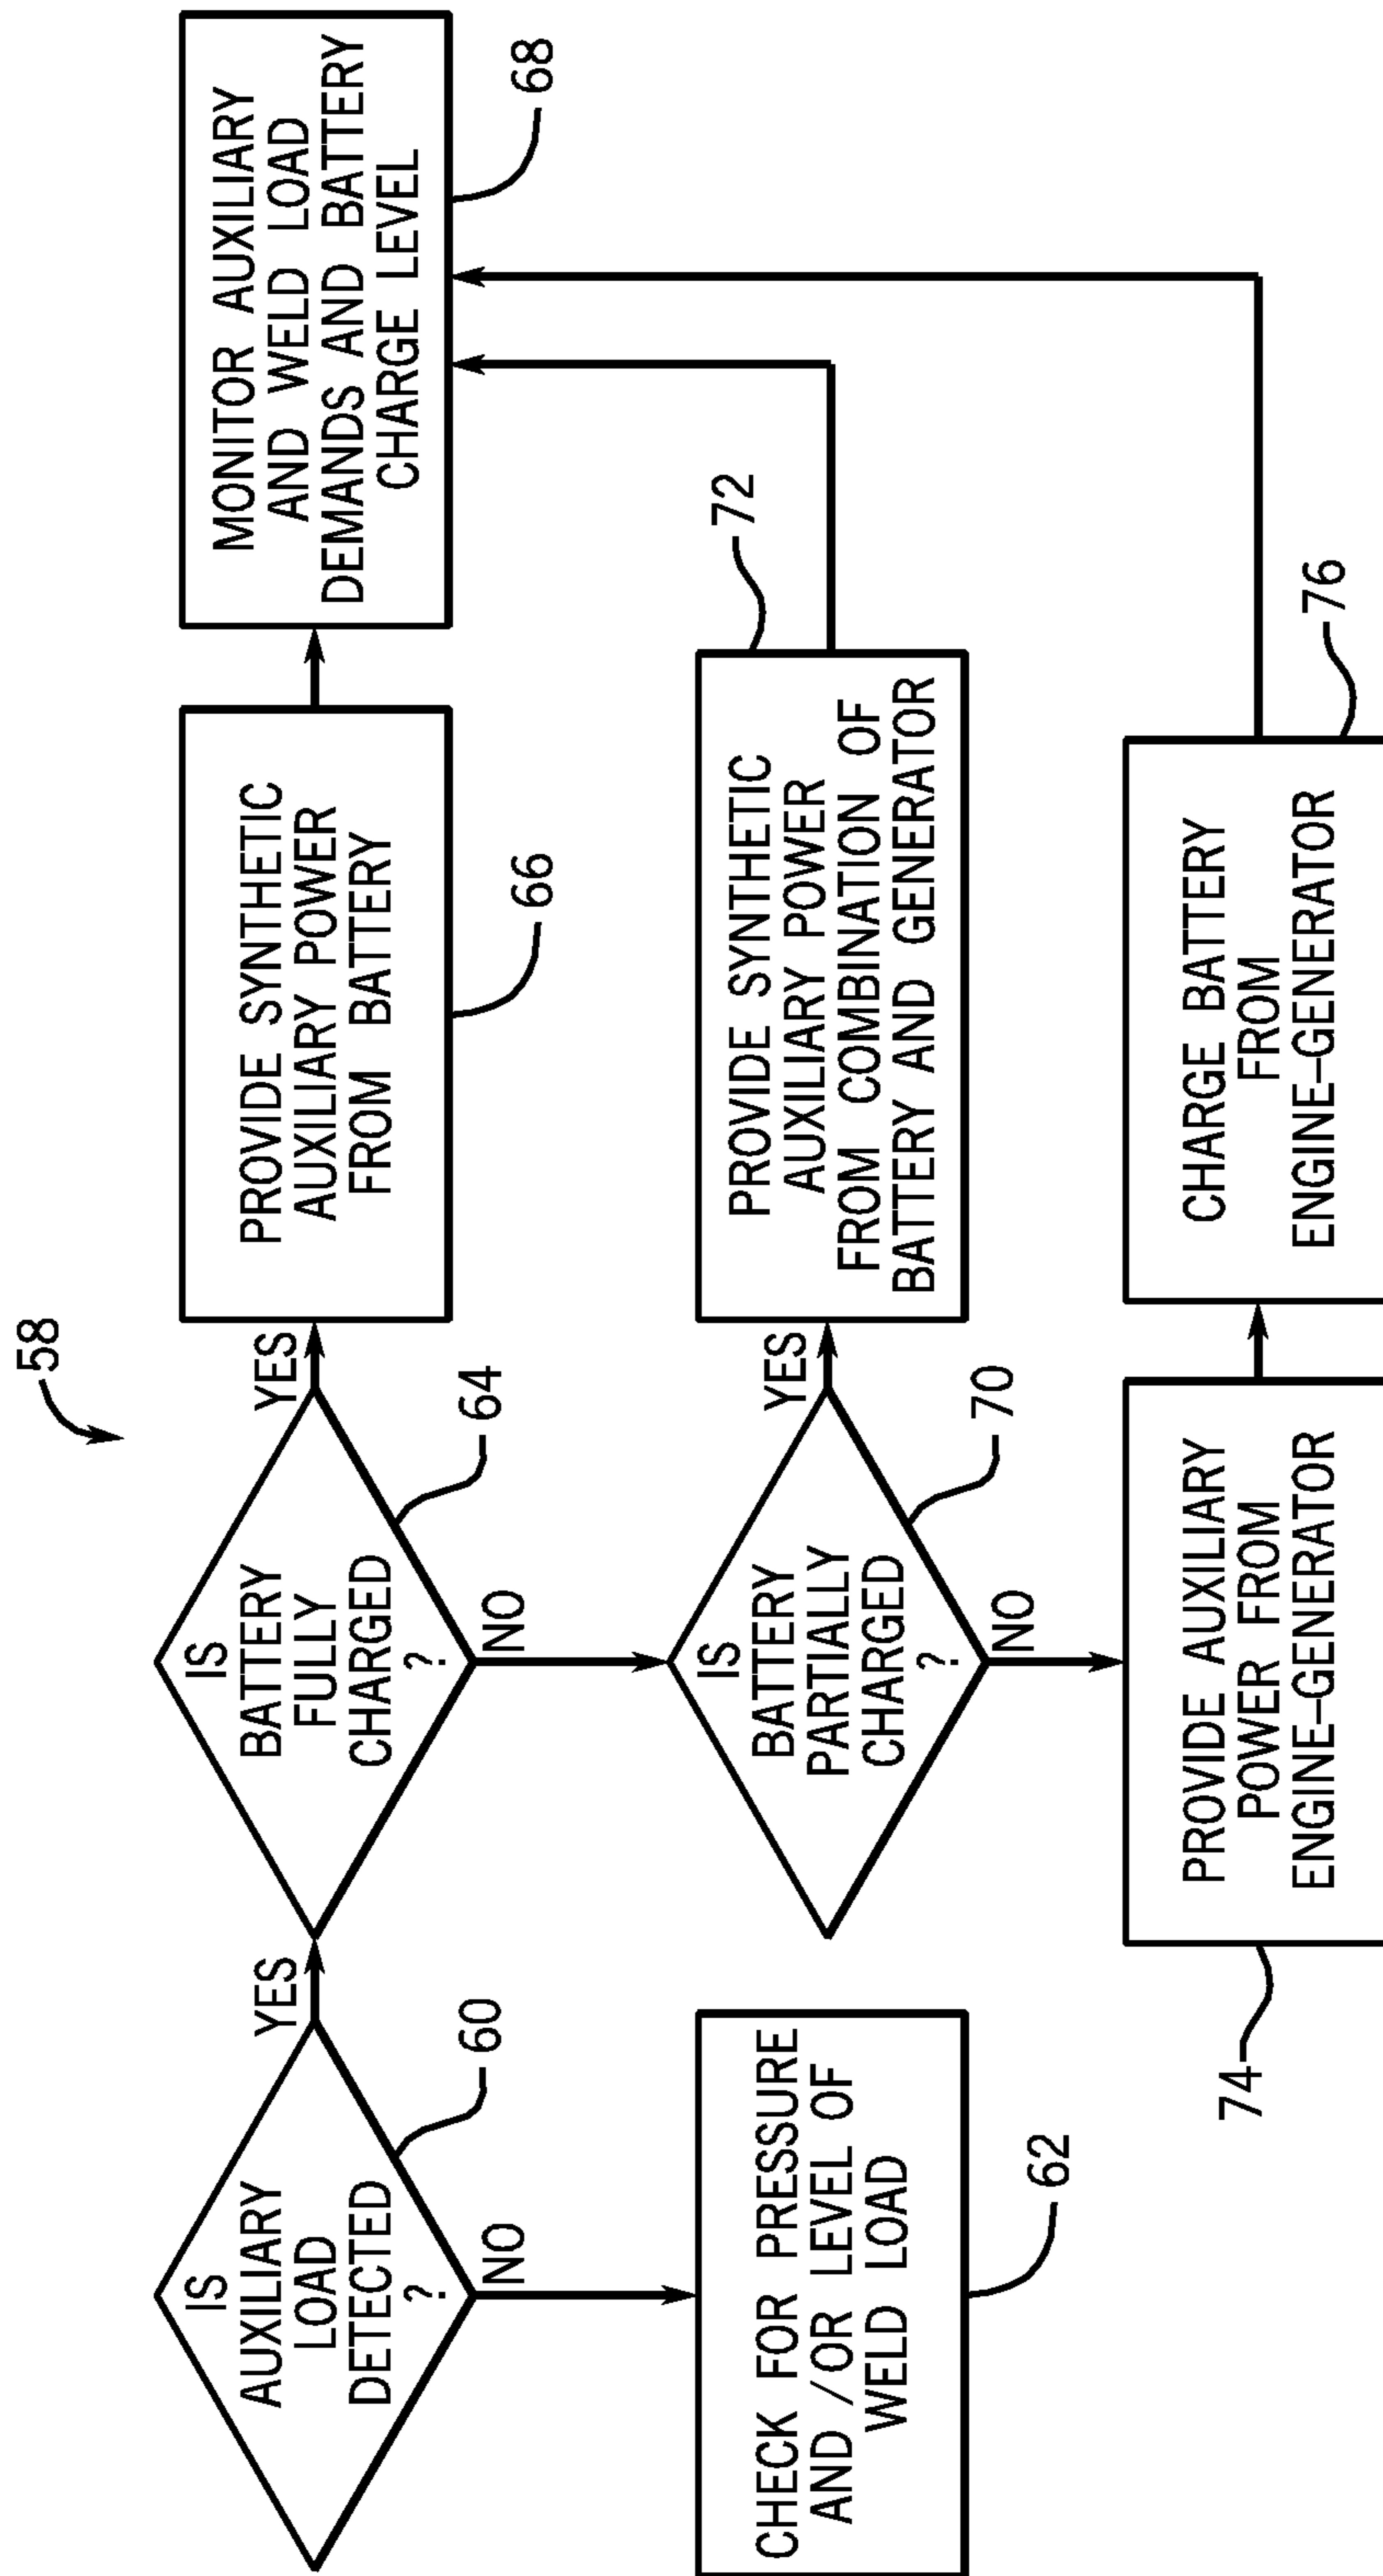 58
IS
AUXILIARY
LOAD
DETECTED
?
60
YES
NO
CHECK FOR PRESSURE
AND/OR LEVEL OF
WELD LOAD
62
IS
BATTERY
FULLY
CHARGED
?
64
YES
NO
PROVIDE SYNTHETIC
AUXILIARY POWER
FROM BATTERY
66
MONITOR AUXILIARY
AND WELD LOAD
DEMANDS AND BATTERY
CHARGE LEVEL
68
IS
BATTERY
PARTIALLY
CHARGED
?
70
YES
NO
PROVIDE SYNTHETIC
AUXILIARY POWER
FROM COMBINATION OF
BATTERY AND GENERATOR
72
PROVIDE AUXILIARY
POWER FROM
ENGINE-GENERATOR
74
CHARGE BATTERY
FROM
ENGINE-GENERATOR
76